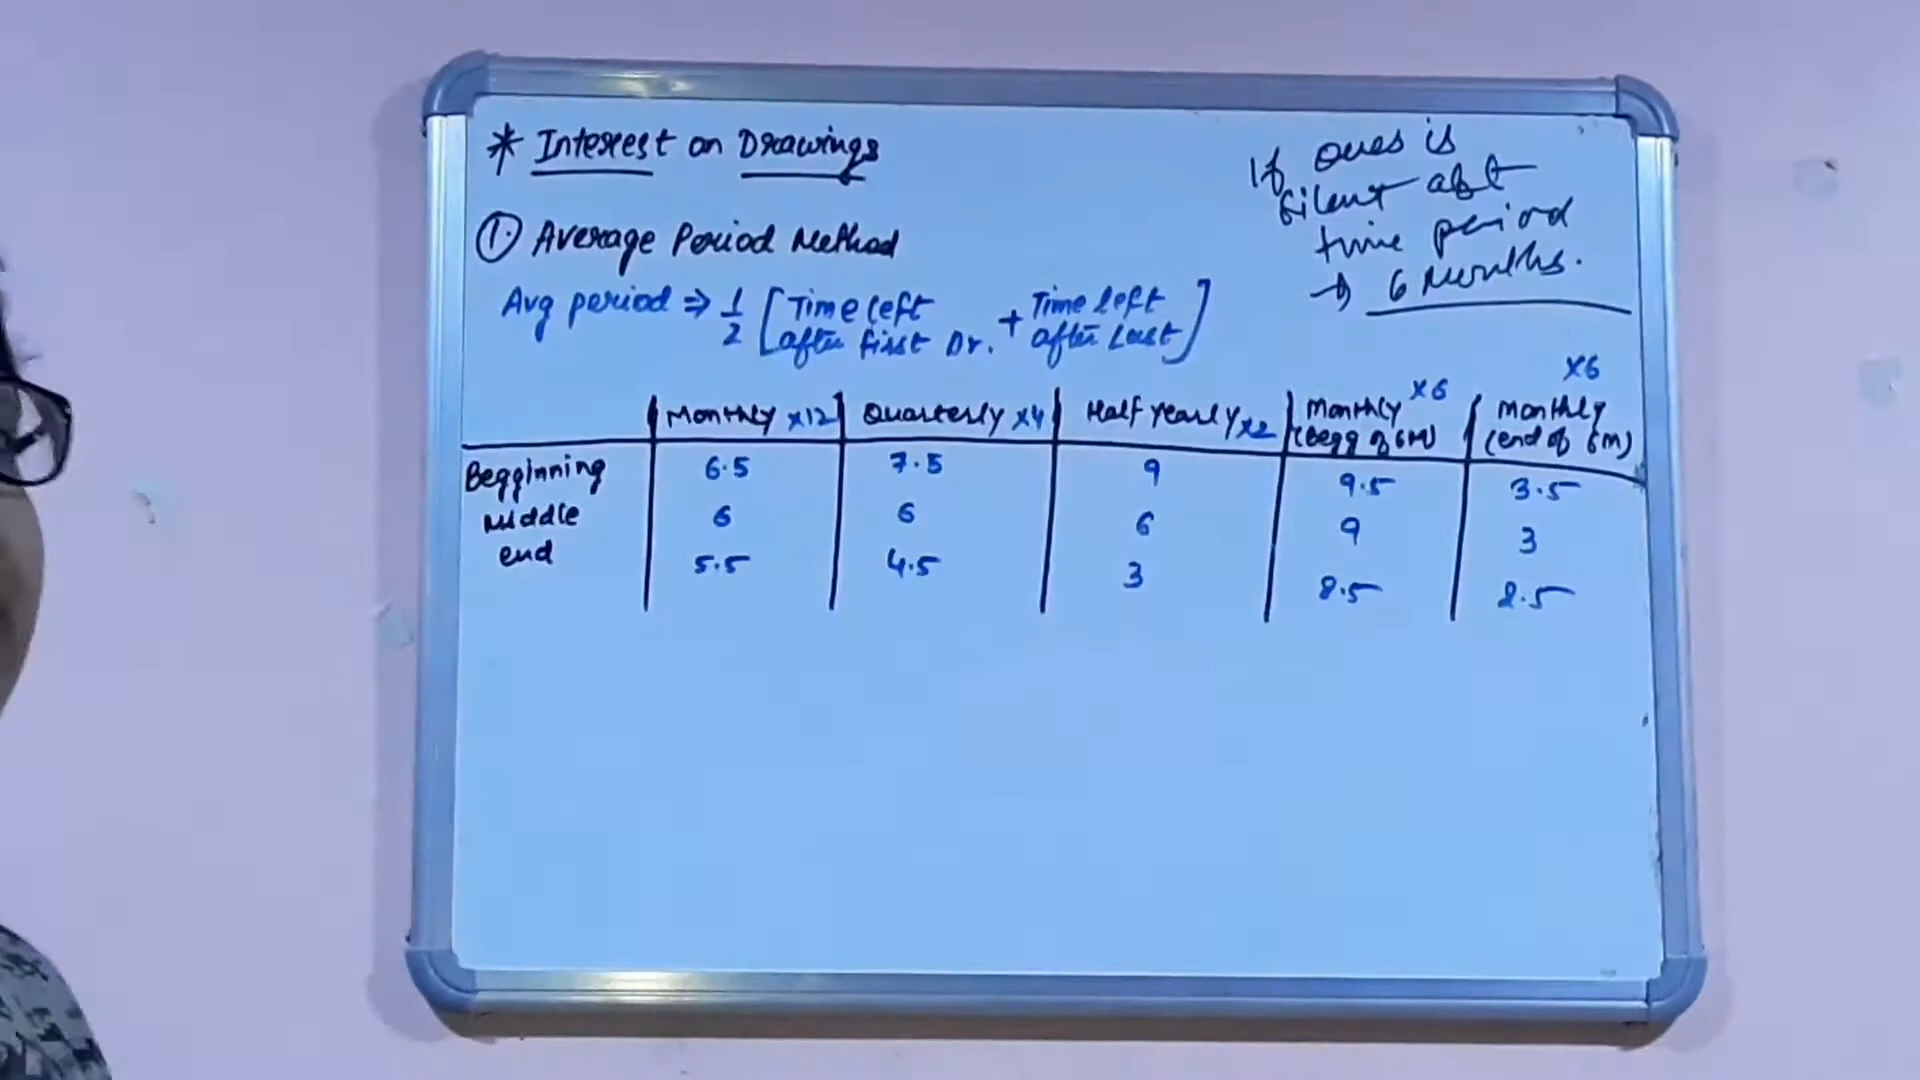 * Interest on Drawings
If ques is
silent abt
time period
→ 6 Months.
①. Average Period Method
Avg period ⇒ 1/2 [Time left after first Dr. + Time left after Last]
Monthly x12 Quarterly x4 Half yearly x2 Monthly x6 (Begg of 6M) Monthly x6 (end of 6M)
Begginning 6.5 7.5 9 9.5 3.5
Middle 6 6 6 9 3
end 5.5 4.5 3 8.5 2.5